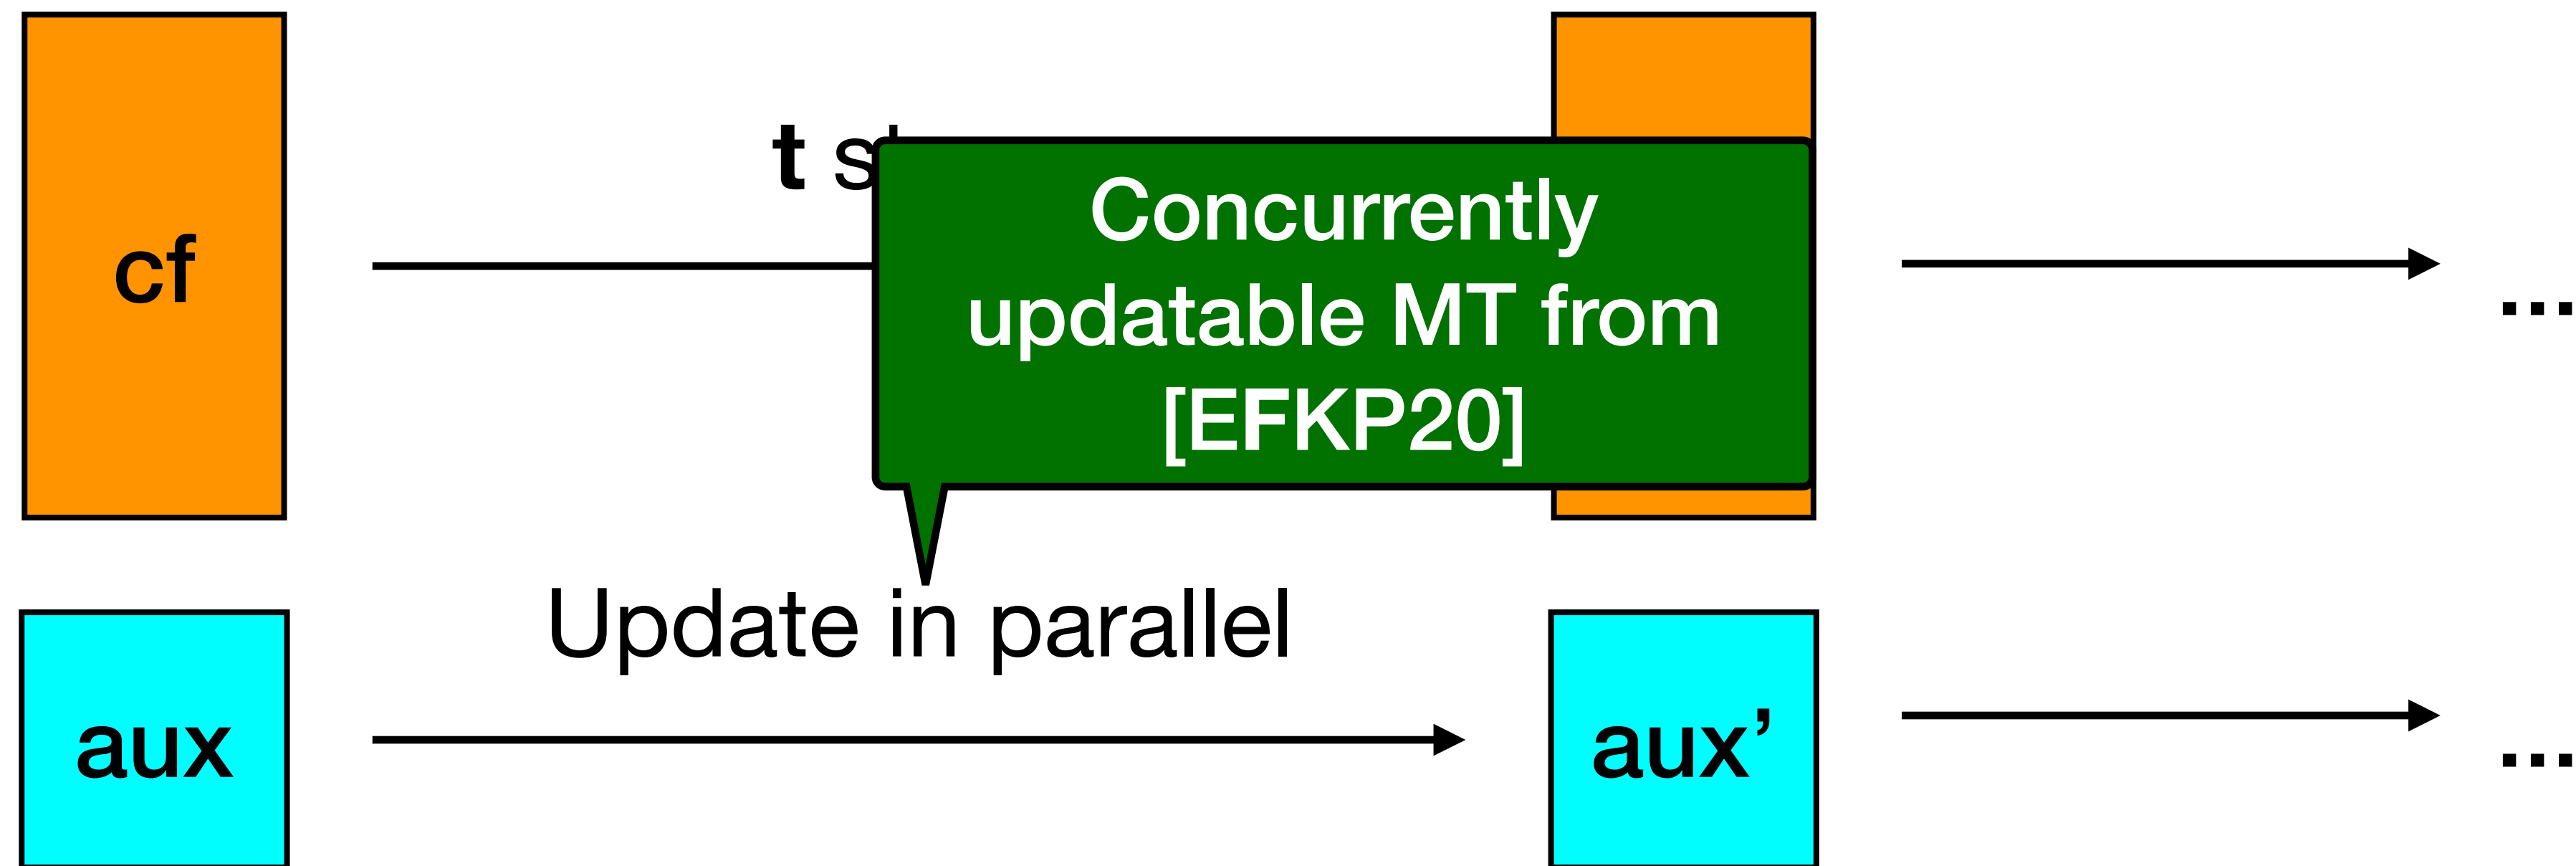 t
Concurrently
cf
updatable MT from
...
[EFKP20]
Update in parallel
aux
aux’
...